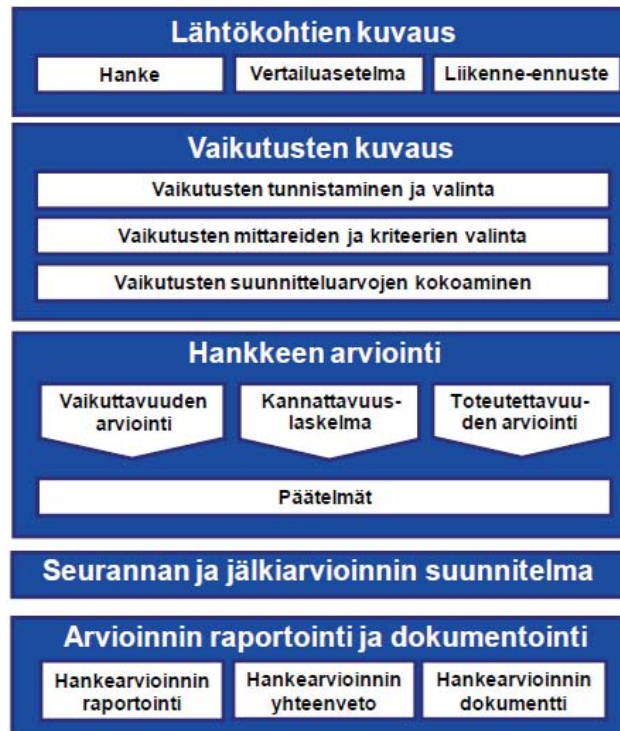 Lähtökohtien kuvaus
Hanke
Vertailuasetelma
Liikenne-ennuste
Vaikutusten kuvaus
Vaikutusten tunnistaminen ja valinta
Vaikutusten mittareiden ja kriteerien valinta
Vaikutusten suunnitteluarvojen kokoaminen
Hankkeen arviointi
Vaikuttavuuden
arviointi
Kannattavuus-
laskelma
Toteutettavuu-
den arviointi
Päätelmät
Seurannan ja jälkiarvioinnin suunnitelma
Arvioinnin raportointi ja dokumentointi
Hankearvioinnin
raportointi
Hankearvioinnin
yhteenveto
Hankearvioinnin
dokumentti